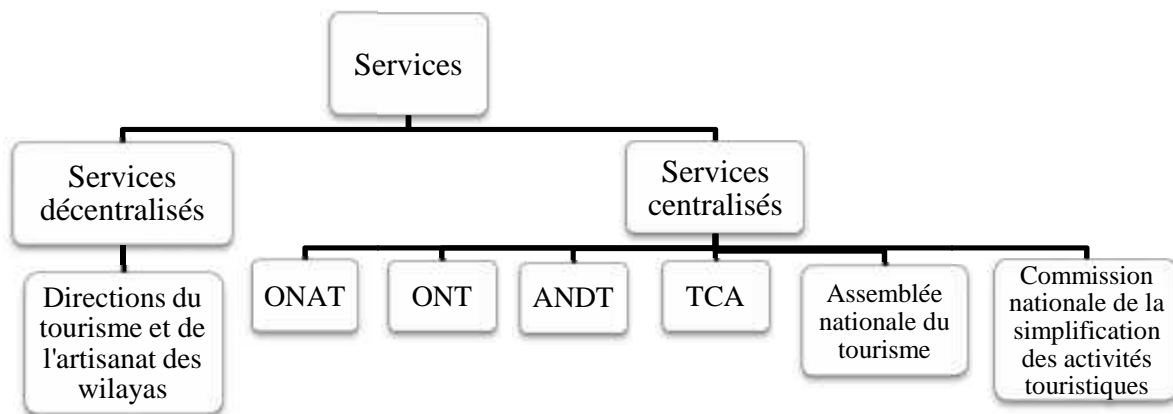 Services
Services
décentralisés
Services
centralisés
Directions du
tourisme et de
l'artisanat des
wilayas
ONAT
ONT
ANDT
TCA
Assemblée
nationale du
tourisme
Commission
nationale de la
simplification
des activités
touristiques